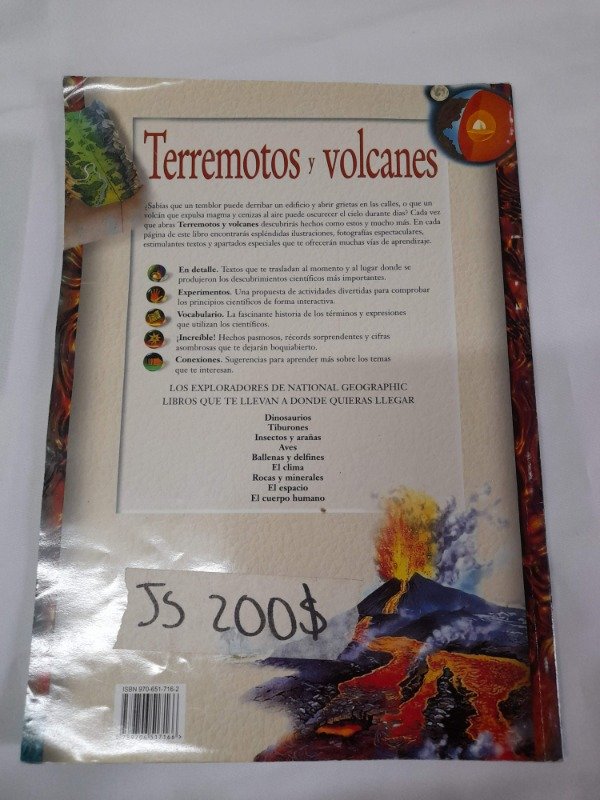 Terremotos y volcanes
¿Sabías que un temblor puede derribar un edificio y abrir grietas en las calles, o que un
volcán que expulsa magma y cenizas al aire puede oscurecer el cielo durante días? Cada vez
que abras Terremotos y volcanes descubrirás hechos como estos y mucho más. En cada
página de este libro encontrarás espléndidas ilustraciones, fotografías espectaculares,
estimulantes textos y apartados especiales que te ofrecerán muchas vías de aprendizaje.
En detalle. Textos que te trasladan al momento y al lugar donde se
produjeron los descubrimientos científicos más importantes.
Experimentos. Una propuesta de actividades divertidas para comprobar
los principios científicos de forma interactiva.
Vocabulario. La fascinante historia de los términos y expresiones
que utilizan los científicos.
¡Increíble! Hechos pasmosos, récords sorprendentes y cifras
asombrosas que te dejarán boquiabierto.
Conexiones. Sugerencias para aprender más sobre los temas
que te interesan.
LOS EXPLORADORES DE NATIONAL GEOGRAPHIC
LIBROS QUE TE LLEVAN A DONDE QUIERAS LLEGAR
Dinosaurios
Tiburones
Insectos y arañas
Aves
Ballenas y delfines
El clima
Rocas y minerales
El espacio
El cuerpo humano
JS 200$
ISBN 970-651-716-2
9789706517166